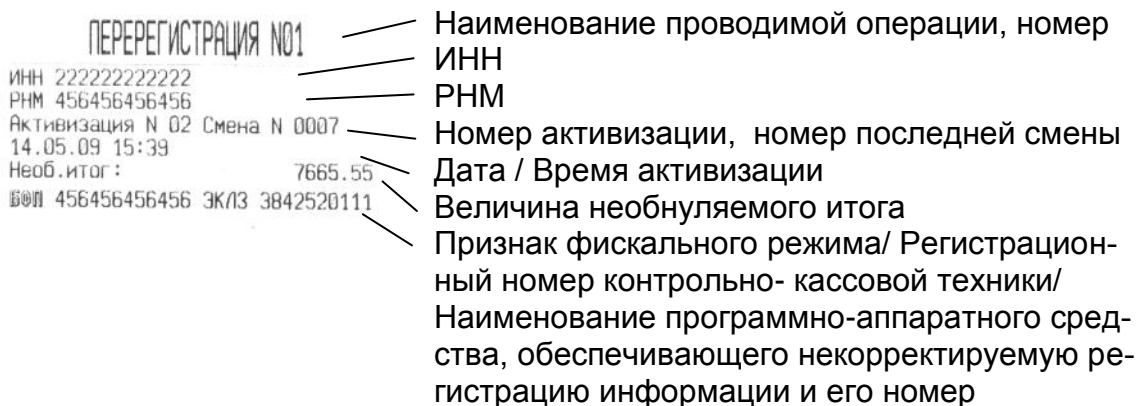 ПЕРЕРЕГИСТРАЦИЯ N01
ИНН 222222222222
РНМ 456456456456
Активизация N 02 Смена N 0007
14.05.09 15:39
Необ.итог: 7665.55
456456456456 ЭКЛЗ 3842520111
Наименование проводимой операции, номер
ИНН
РНМ
Номер активизации, номер последней смены
Дата / Время активизации
Величина необнуляемого итога
Признак фискального режима/ Регистрацион-
ный номер контрольно- кассовой техники/
Наименование программно-аппаратного сред-
ства, обеспечивающего некорректируемую ре-
гистрацию информации и его номер